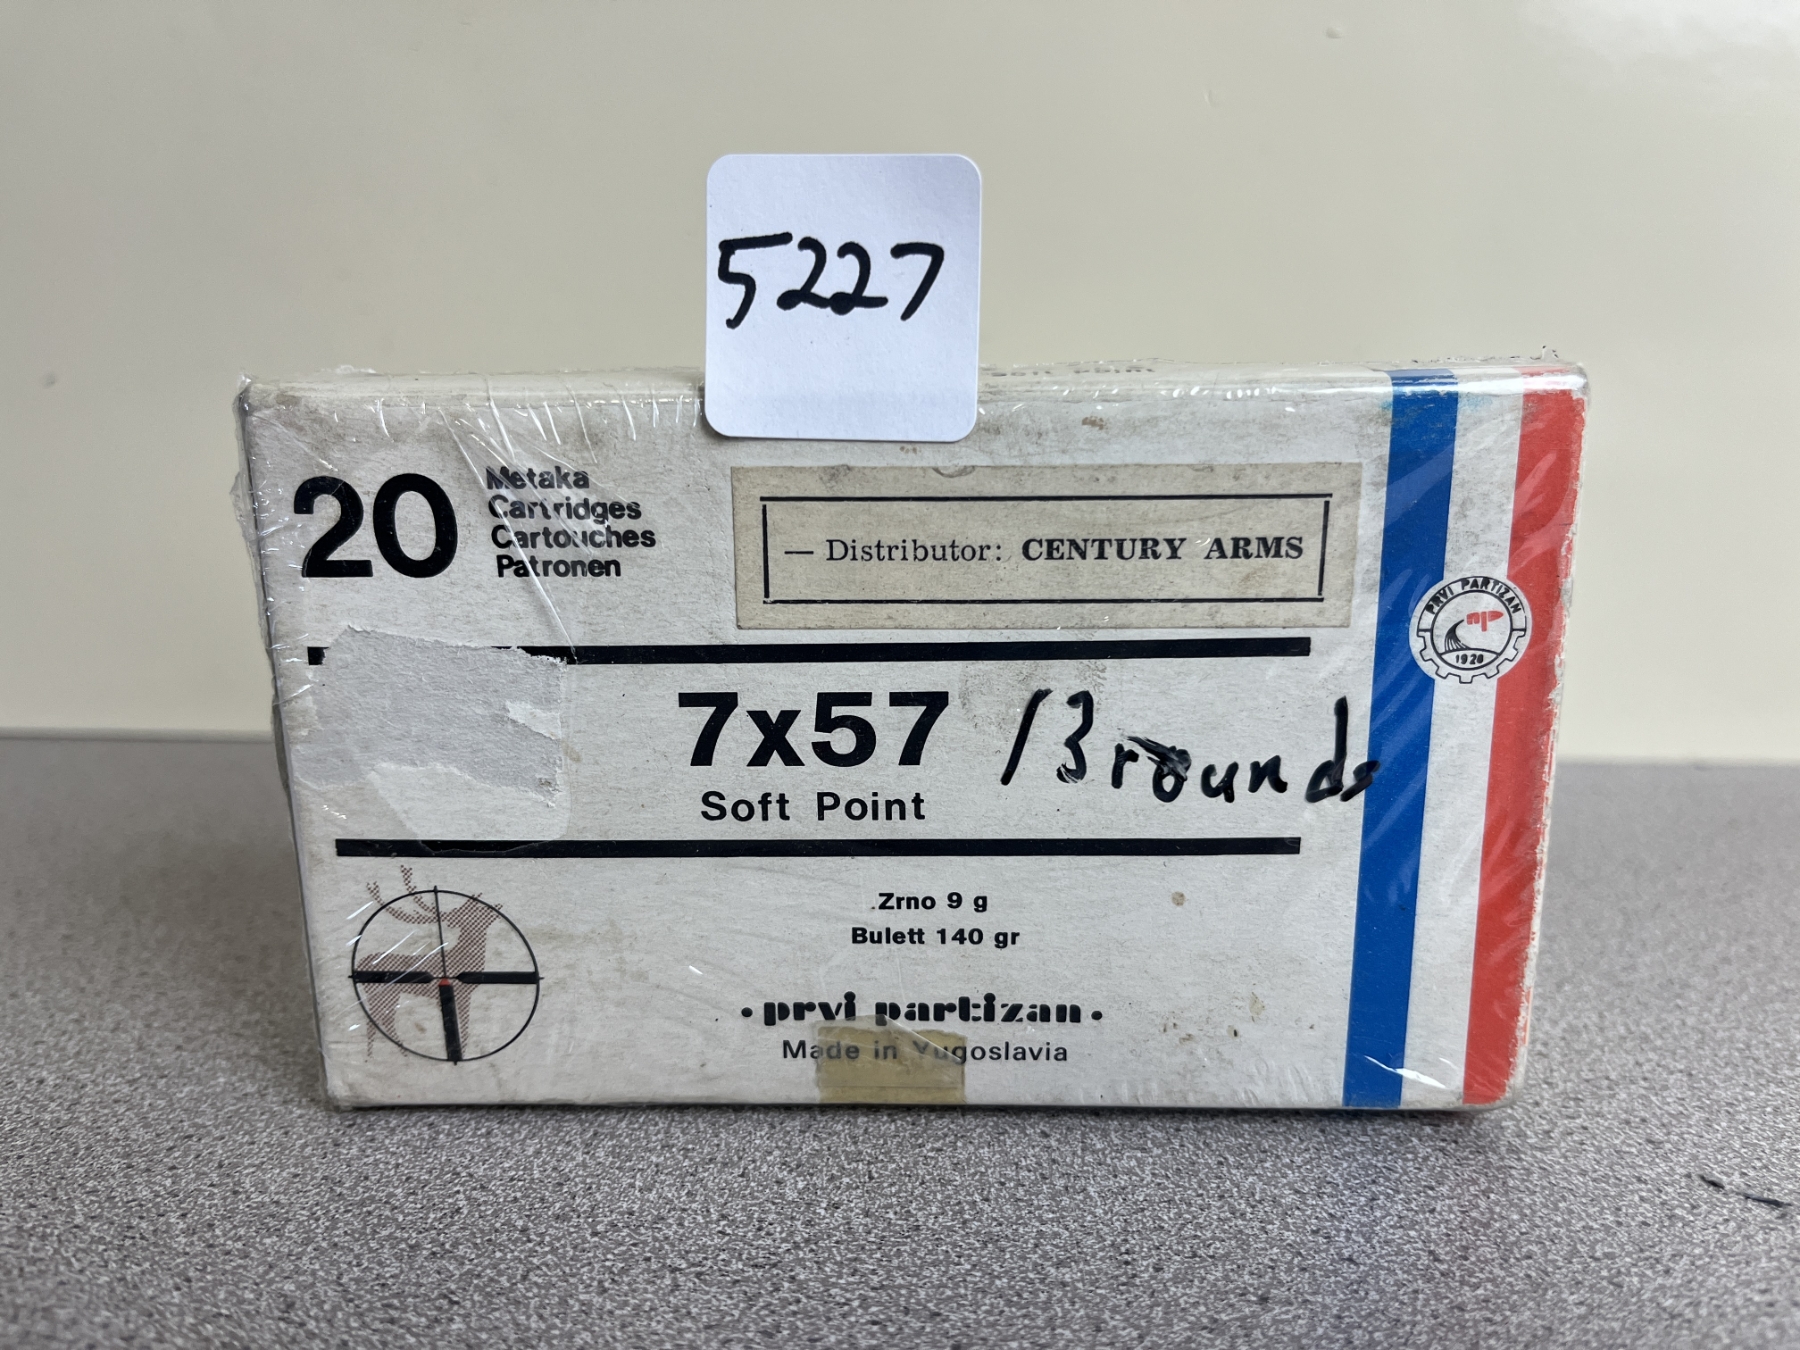 5227
20
Metaka
Cartridges
Cartouches
Patronen
— Distributor: CENTURY ARMS
PRVI PARTIZAN
1928
7x57 13 rounds
Soft Point
Zrno 9 g
Bulett 140 gr
• prvi partizan •
Made in Yugoslavia